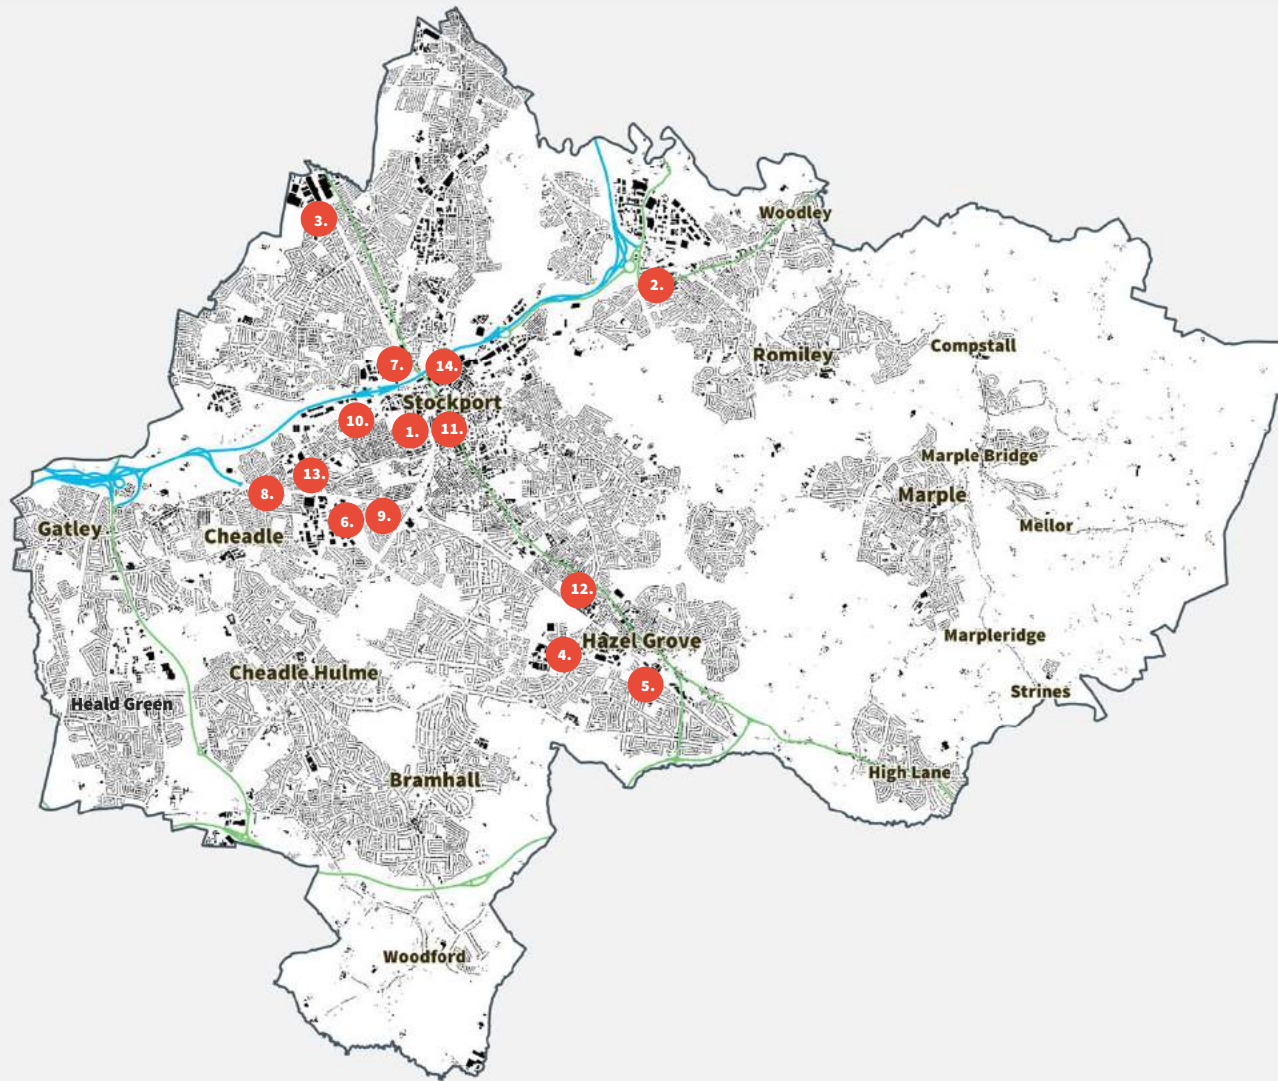 Woodley
3.
2.
Compstall
Romiley
7.
14.
Stockport
10.
1.
11.
Marple Bridge
13.
8.
Marple
6.
9.
Gatley
Cheadle
Mellor
12.
Marpleridge
Hazel Grove
4.
Cheadle Hulme
5.
Strines
Heald Green
High Lane
Bramhall
Woodford